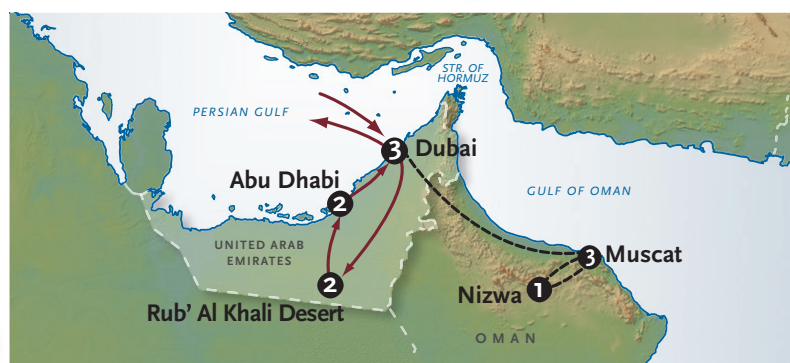 STR. OF
HORMUZ
PERSIAN GULF
3 Dubai
Abu Dhabi
2
GULF OF OMAN
UNITED ARAB
EMIRATES
3 Muscat
2
Nizwa 1
Rub' Al Khali Desert
OMAN